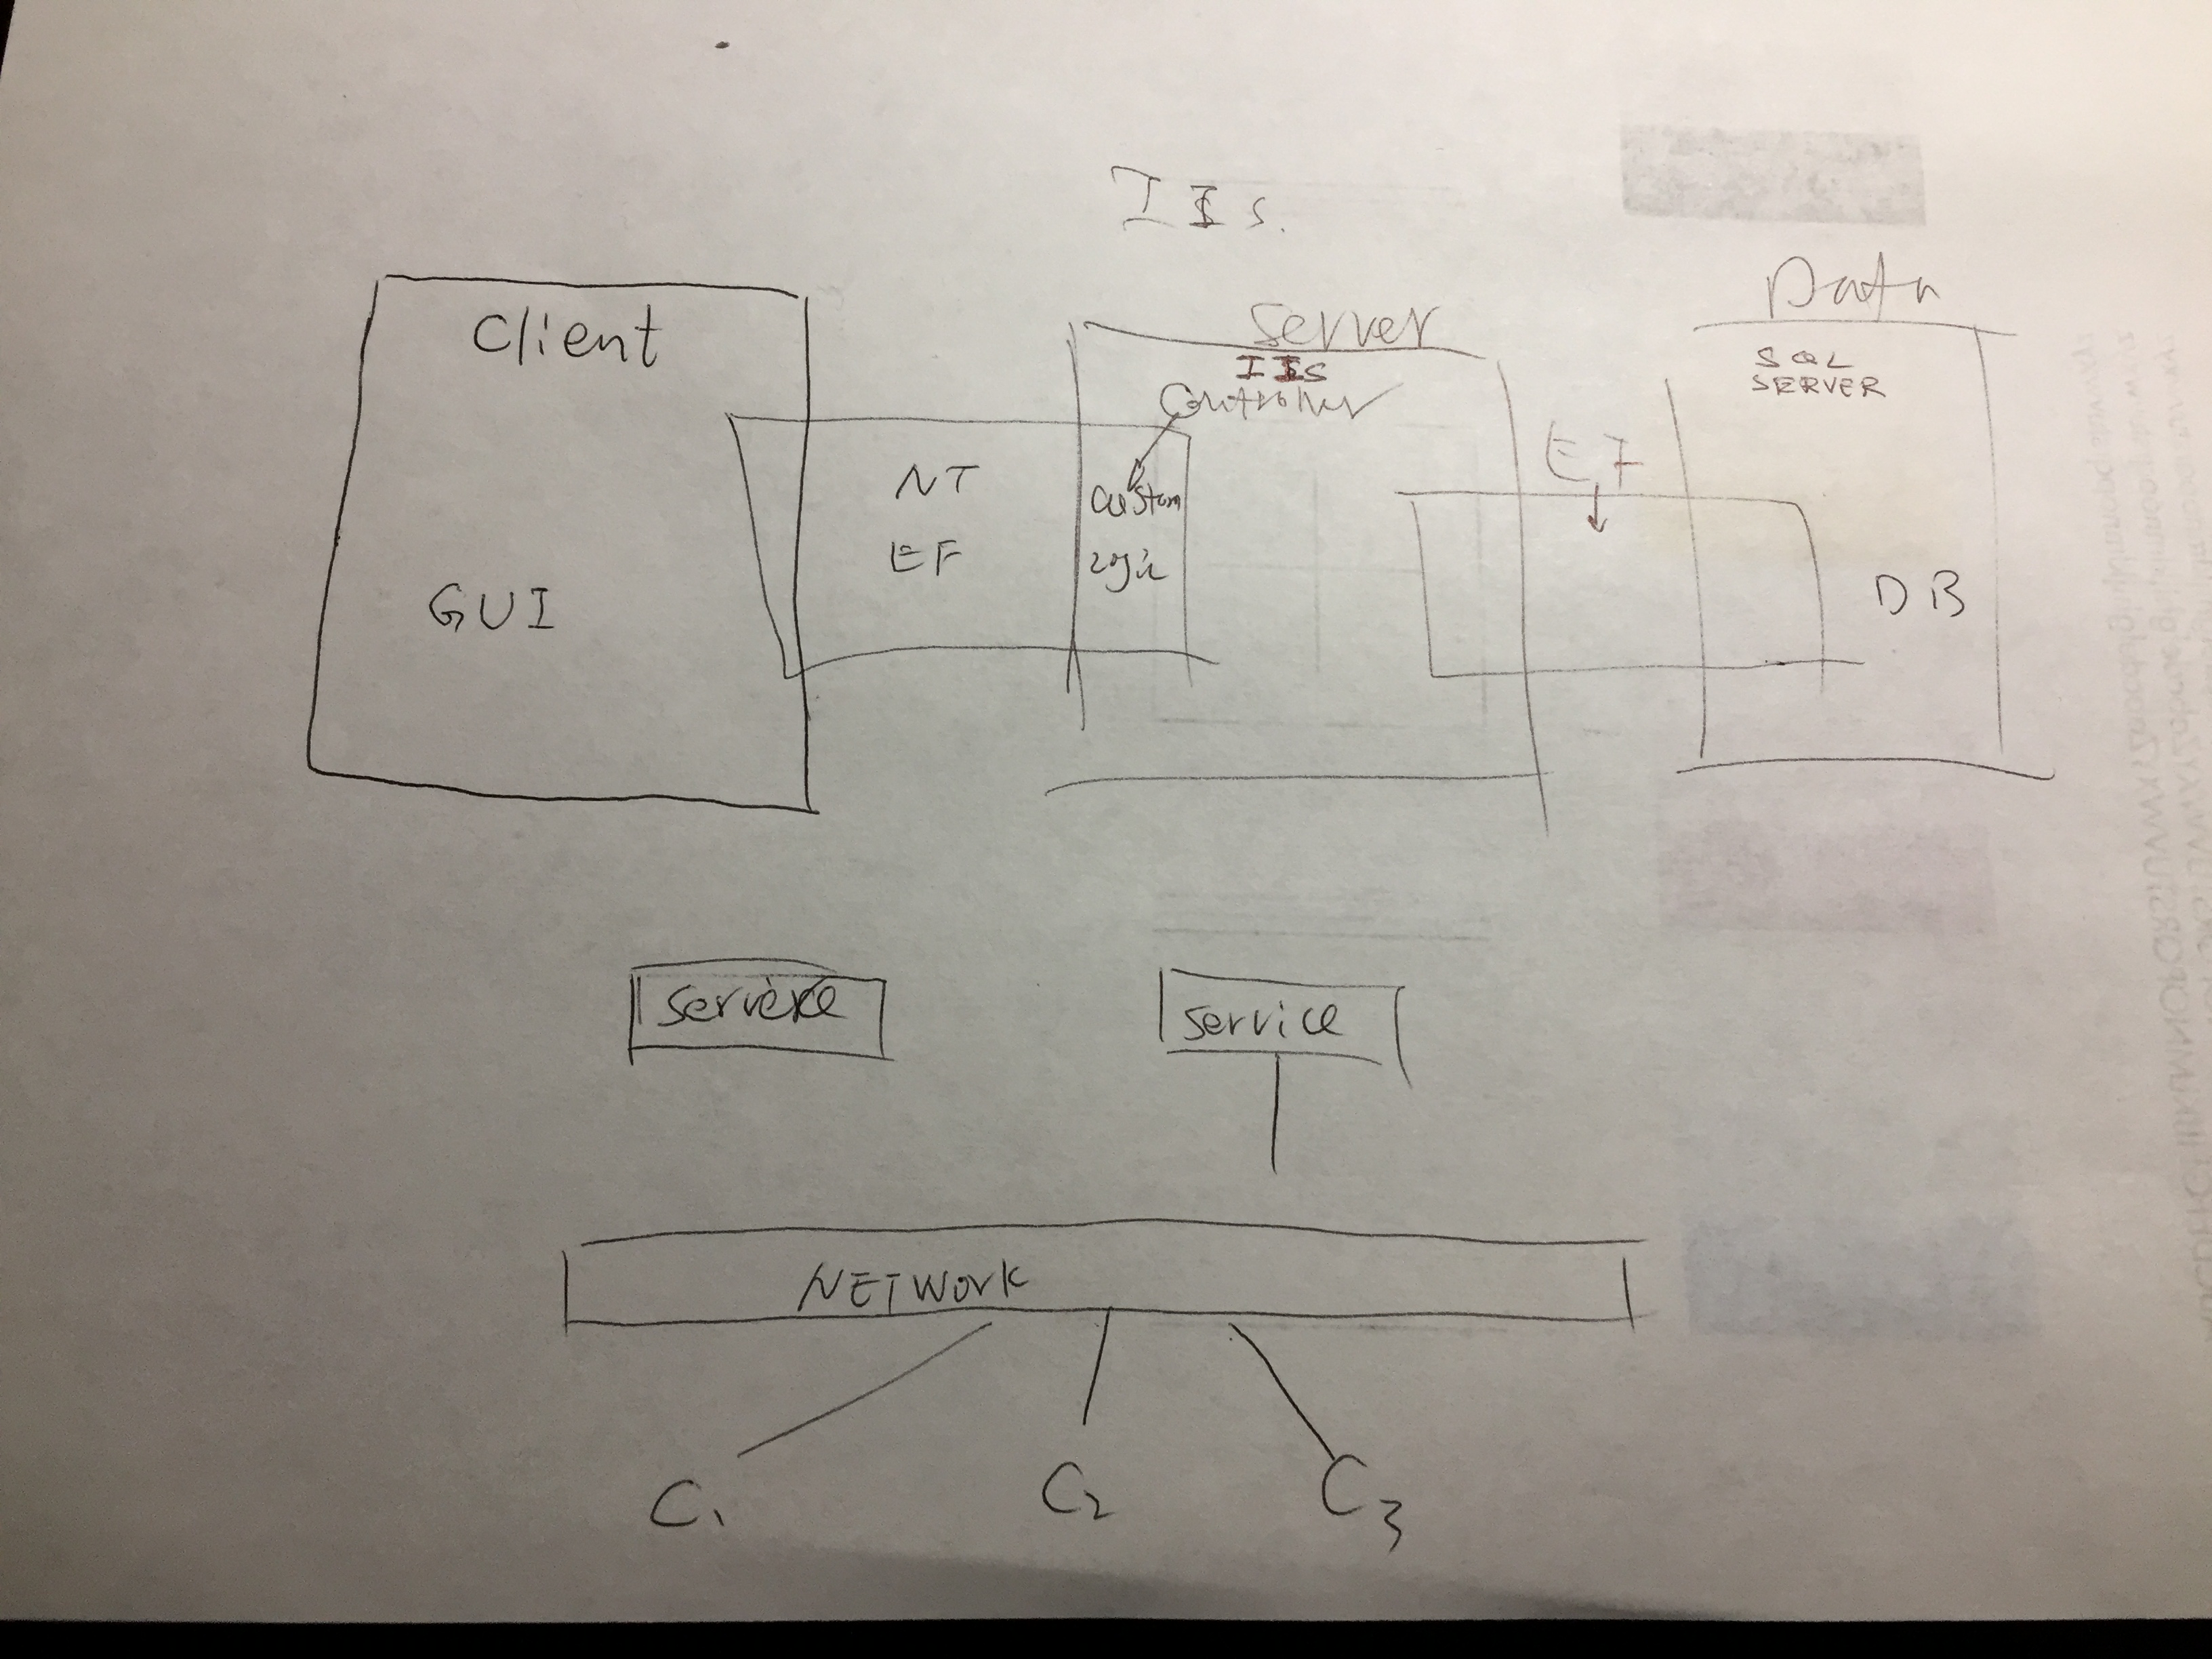 IIS.
Client
Server
Data
IIS
SQL
SERVER
Controller
NT
EF
custom
logic
EF
GUI
DB
Service
Service
NETWORK
C1
C2
C3